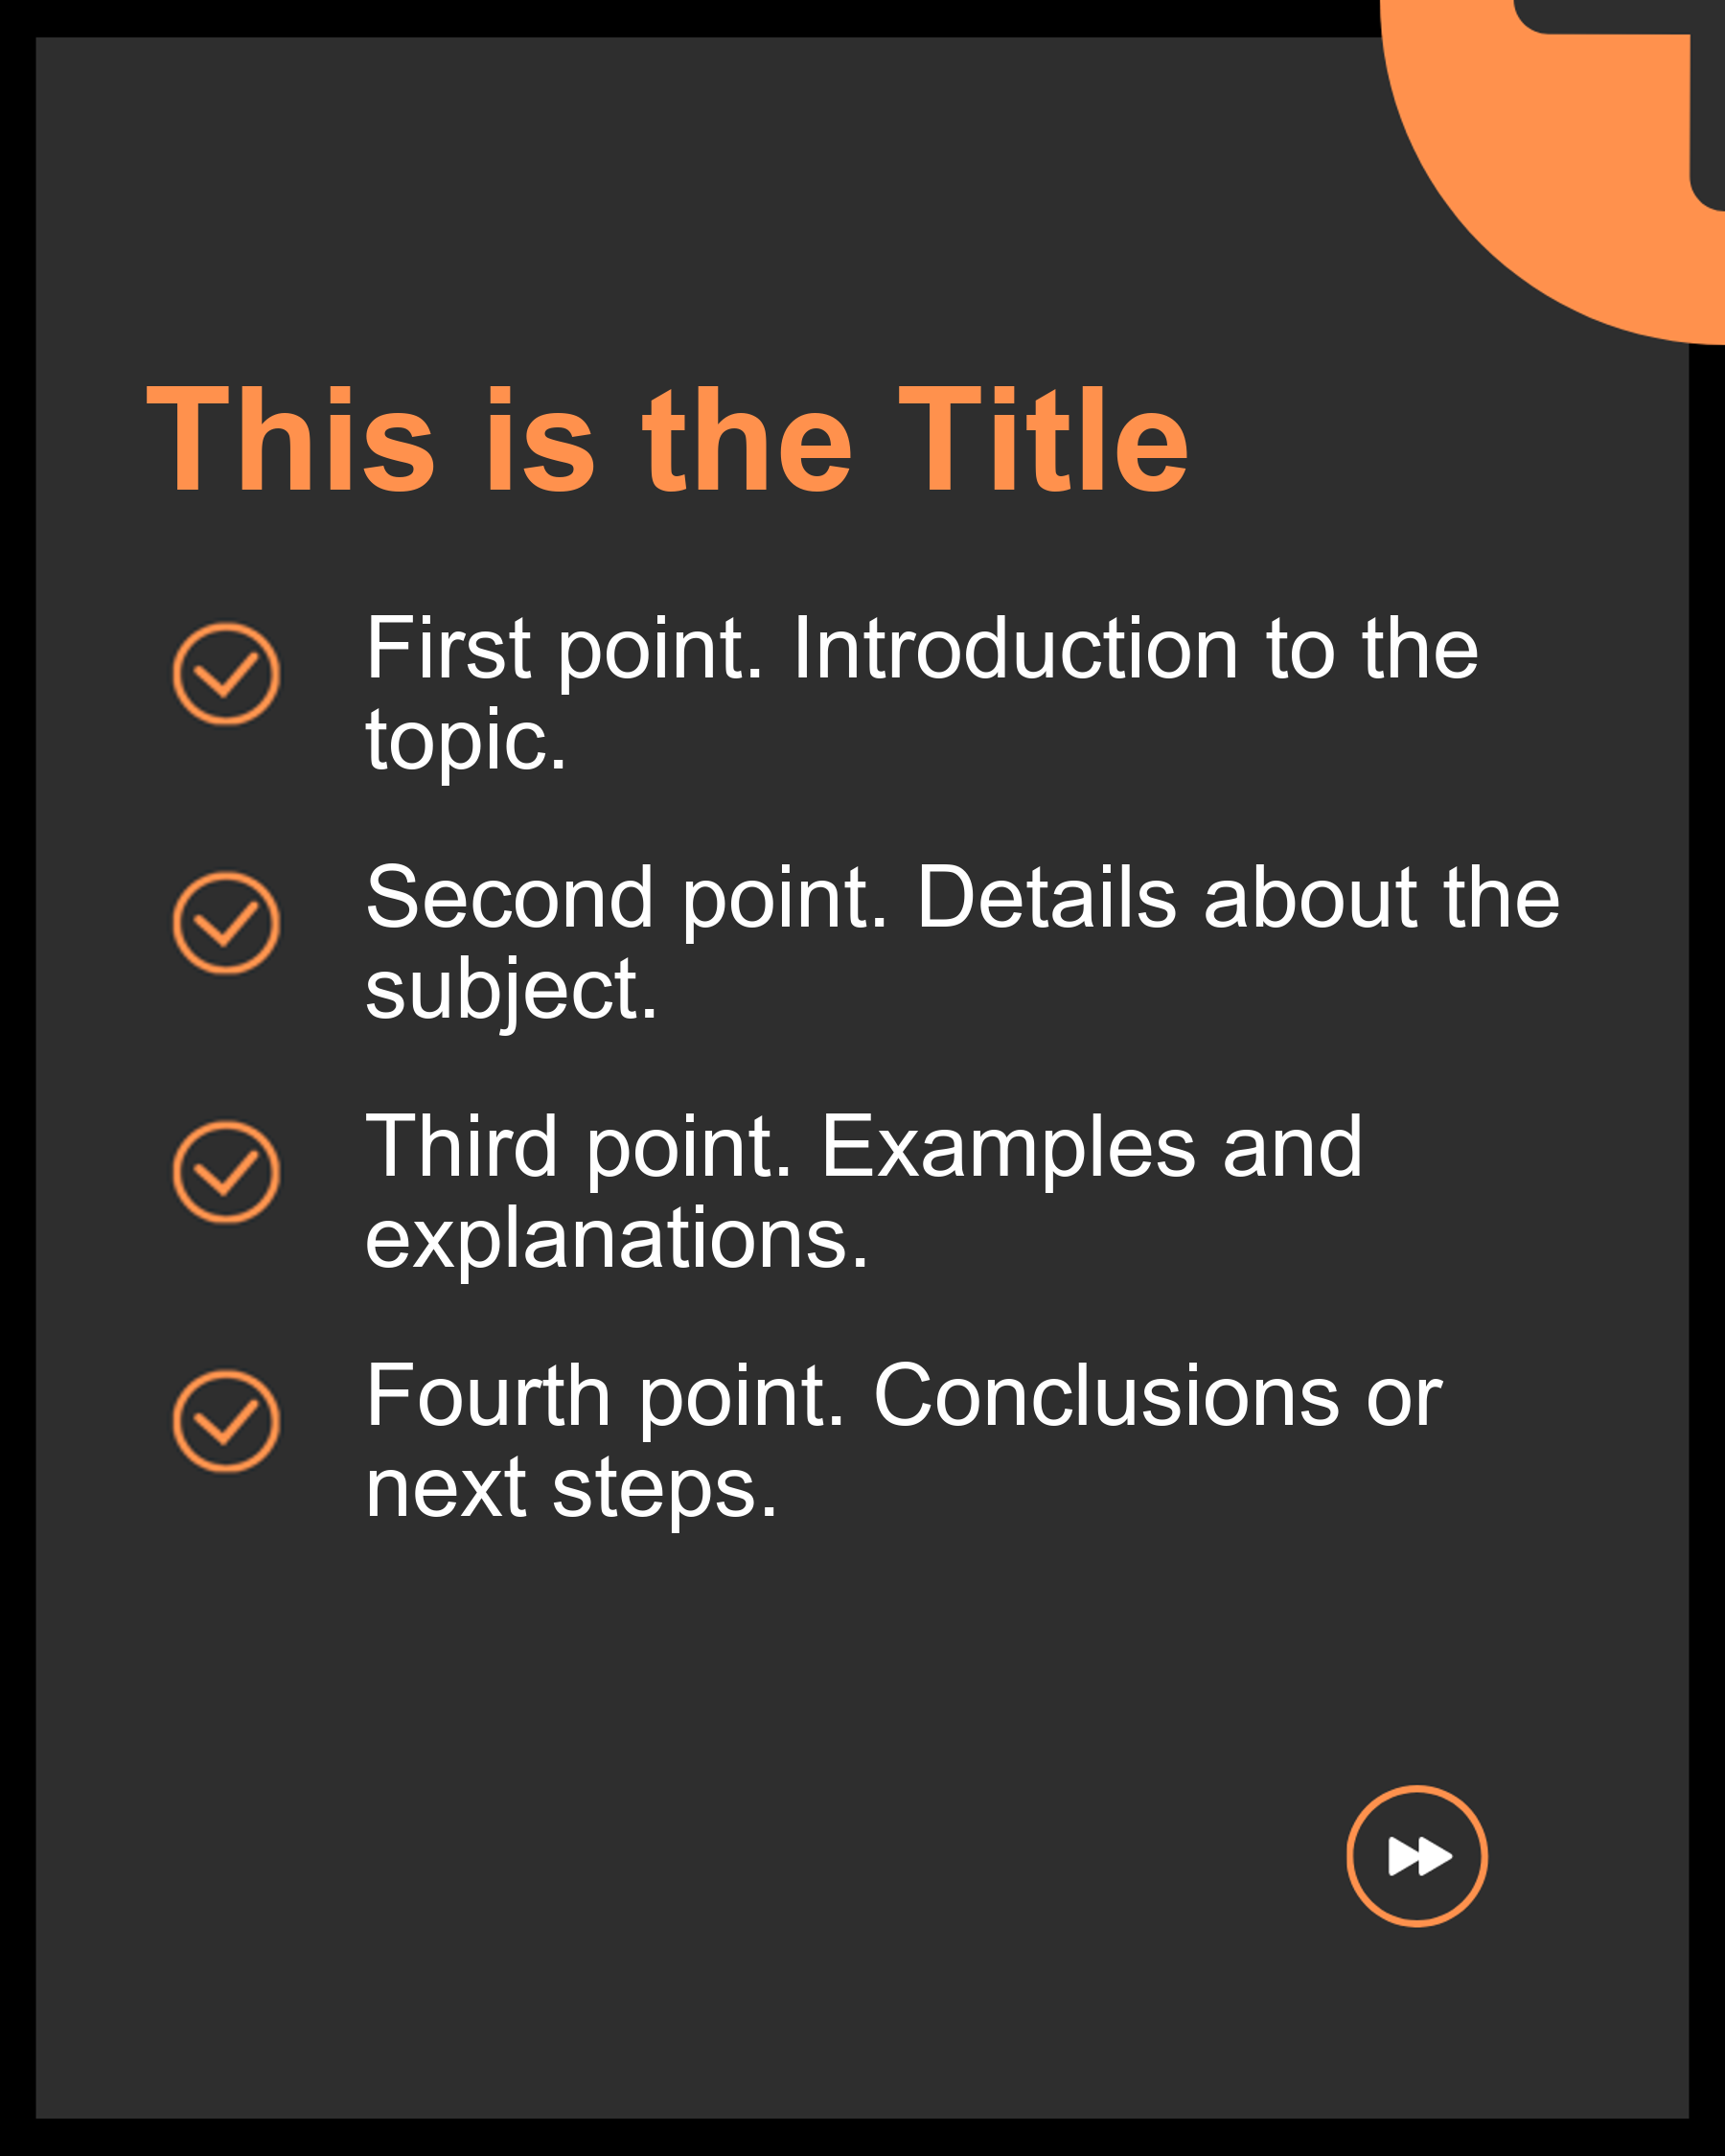 This is the Title
First point. Introduction to the
topic.
Second point. Details about the
subject.
Third point. Examples and
explanations.
Fourth point. Conclusions or
next steps.